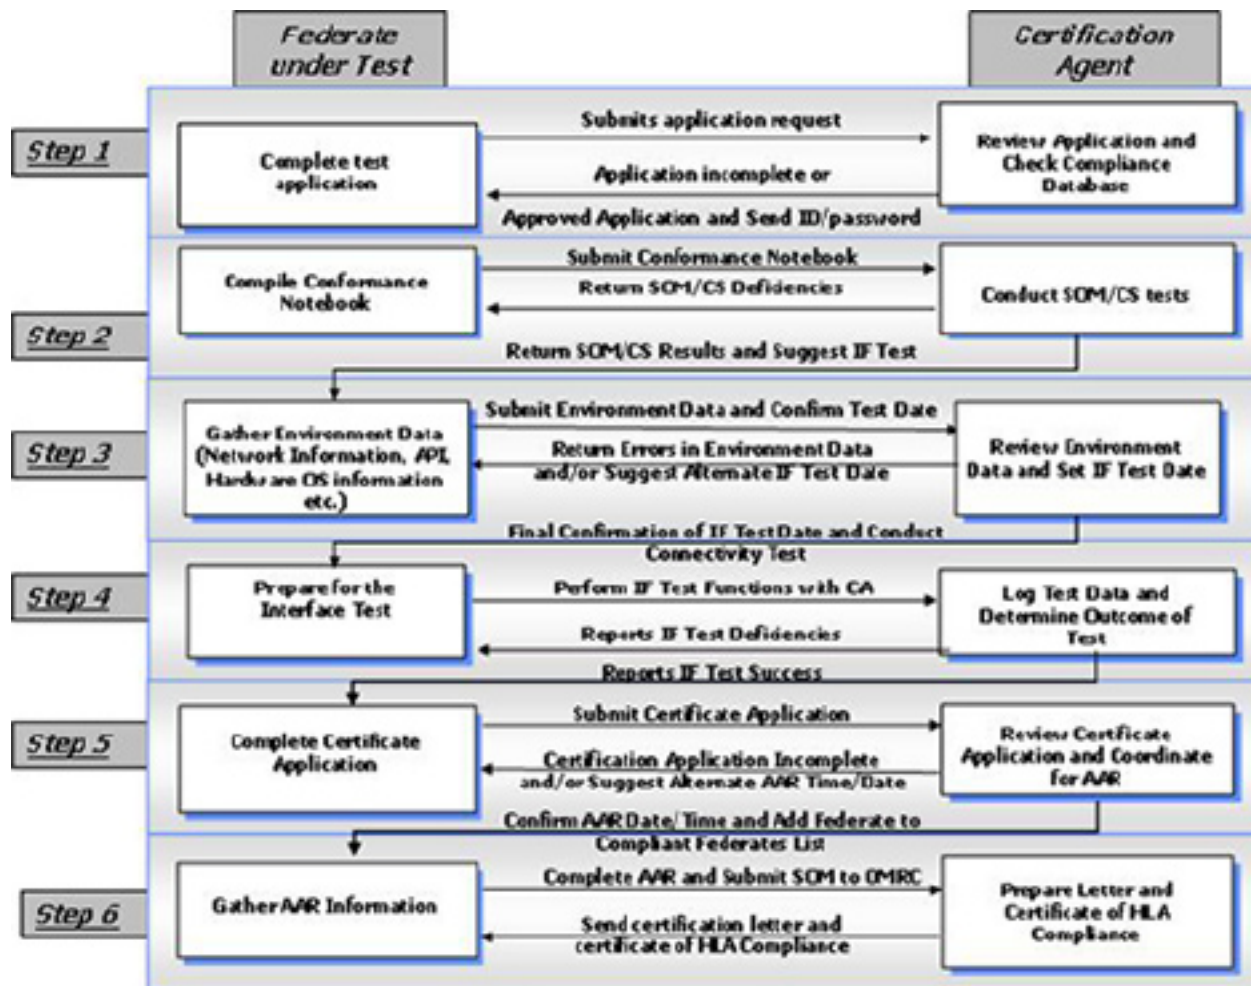 Federate
under Test
Certification
Agent
Step 1
Complete test
application
Submits application request
Application incomplete or
Approved Application and Send ID/password
Review Application and
Check Compliance
Database
Step 2
Compile Conformance
Notebook
Submit Conformance Notebook
Return SOM/CS Deficiencies
Conduct SOM/CS tests
Return SOM/CS Results and Suggest IF Test
Step 3
Gather Environment Data
(Network Information, API,
Hardware OS information
etc.)
Submit Environment Data and Confirm Test Date
Return Errors in Environment Data
and/or Suggest Alternate IF Test Date
Review Environment
Data and Set IF Test Date
Final Confirmation of IF Test Date and Conduct
Connectivity Test
Step 4
Prepare for the
Interface Test
Perform IF Test Functions with CA
Reports IF Test Deficiencies
Log Test Data and
Determine Outcome of
Test
Reports IF Test Success
Step 5
Complete Certificate
Application
Submit Certificate Application
Certification Application Incomplete
and/or Suggest Alternate AAR Time/Date
Review Certificate
Application and Coordinate
for AAR
Confirm AAR Date/ Time and Add Federate to
Compliant Federates List
Step 6
Gather AAR Information
Complete AAR and Submit SOM to OMRC
Send certification letter and
certificate of HLA Compliance
Prepare Letter and
Certificate of HLA
Compliance